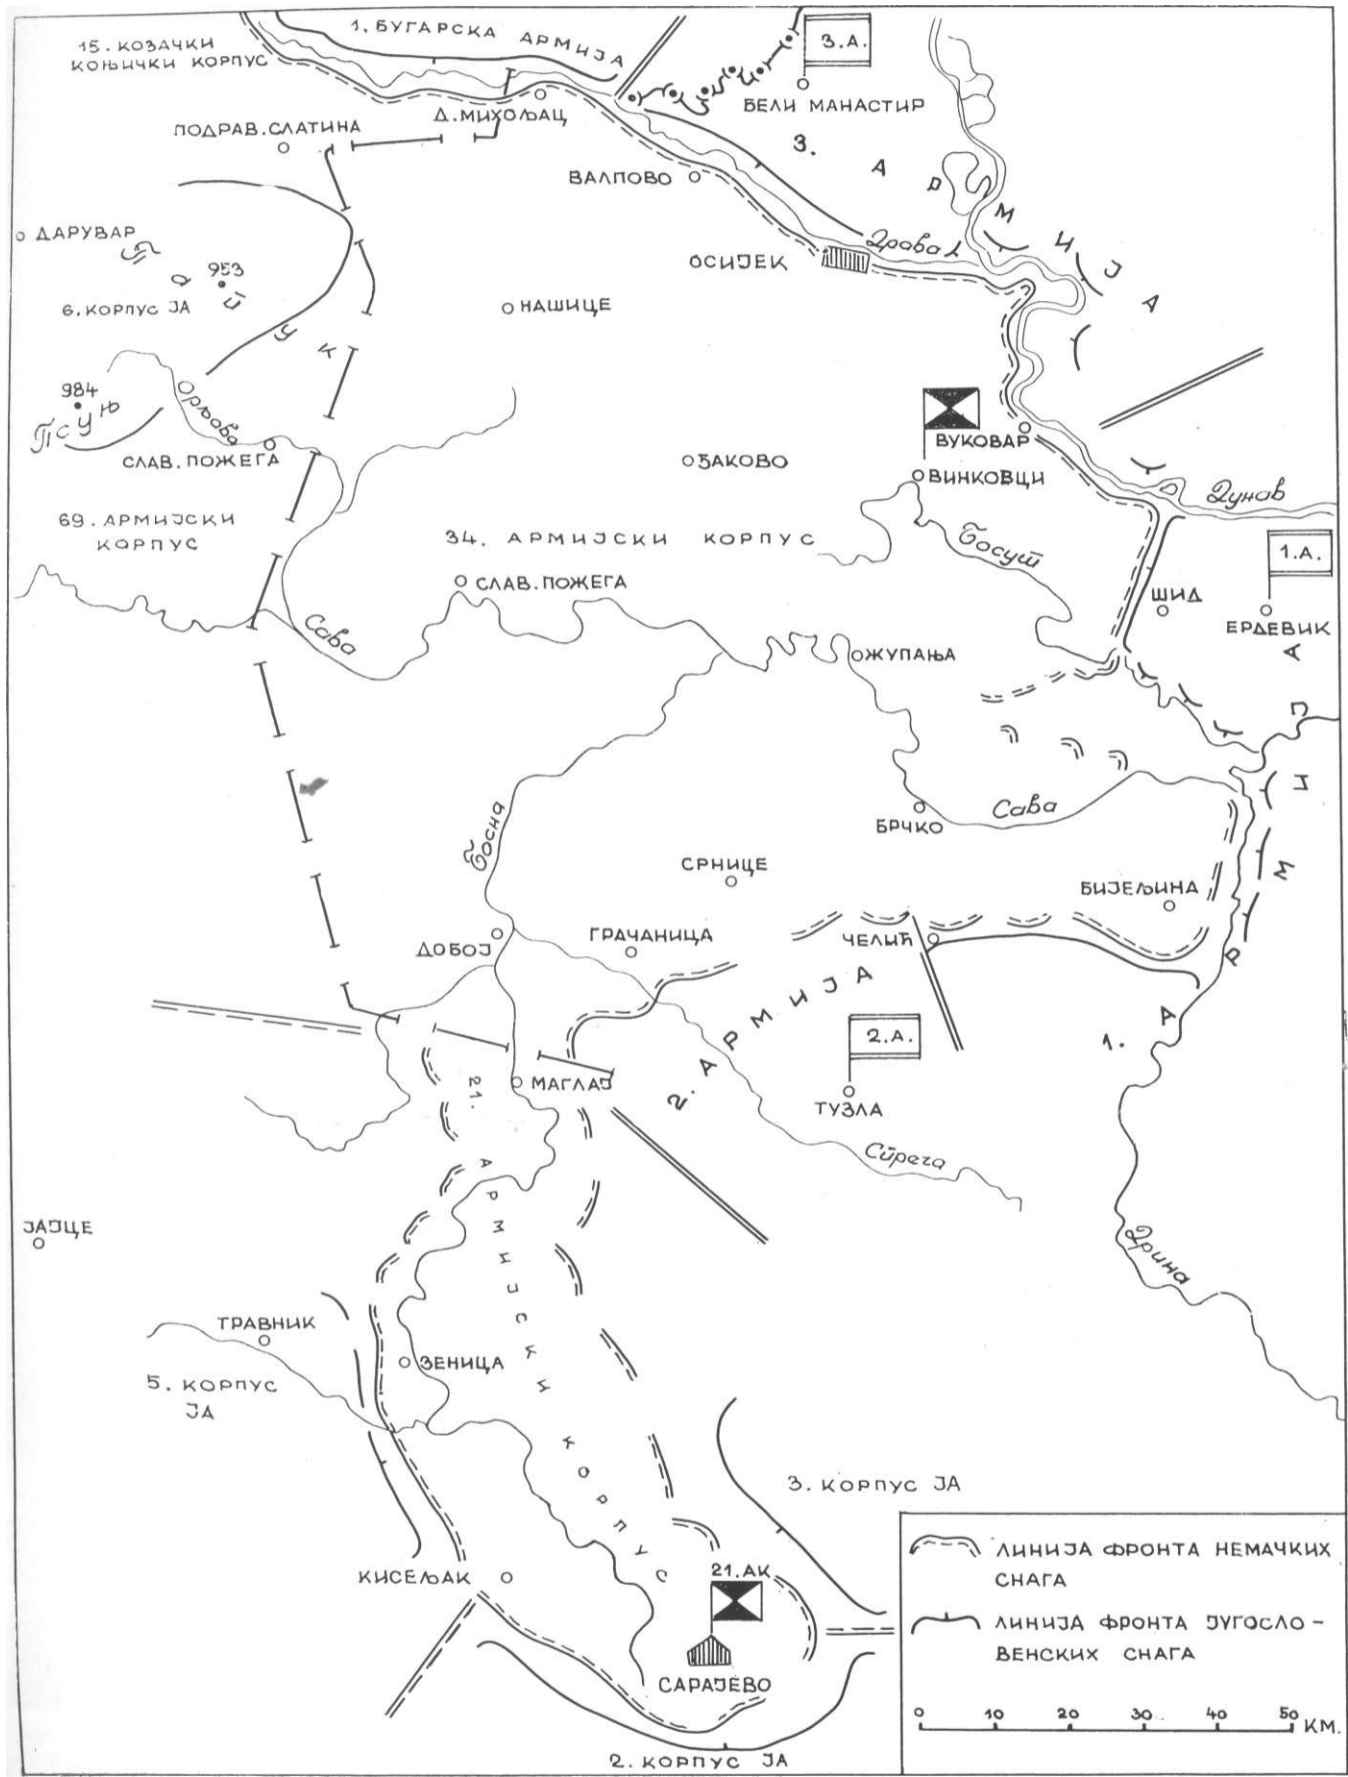 1. БУГАРСКА АРМИЈА
15. КОЗАЧКИ
КОЊИЧКИ КОРПУС
3.А.
БЕЛИ МАНАСТИР
Д. МИХОЉАЦ
ПОДРАВ. СЛАТИНА
3. АРМИЈА
ВАЛПОВО
ДАРУВАР
Драва
ОСИЈЕК
953
Папук
6. КОРПУС ЈА
НАШИЦЕ
984
Псуњ
Орљава
СЛАВ. ПОЖЕГА
ВУКОВАР
ЂАКОВО
ВИНКОВЦИ
Дунав
69. АРМИЈСКИ
КОРПУС
34. АРМИЈСКИ КОРПУС
Босут
1.А.
СЛАВ. ПОЖЕГА
ШИД
ЕРДЕВИК
Сава
ЖУПАЊА
Босна
БРЧКО
Сава
СРНИЦЕ
БИЈЕЉИНА
ДОБОЈ
ГРАЧАНИЦА
ЧЕЛИЋ
1. АРМИЈА
2. АРМИЈА
2.А.
МАГЛАЈ
ТУЗЛА
21. АРМИЈСКИ КОРПУС
Спреча
ЈАЈЦЕ
Дрина
ТРАВНИК
ЗЕНИЦА
5. КОРПУС
ЈА
3. КОРПУС ЈА
КИСЕЉАК
21. АК
САРАЈЕВО
2. КОРПУС ЈА
ЛИНИЈА ФРОНТА НЕМАЧКИХ
СНАГА
ЛИНИЈА ФРОНТА ЈУГОСЛО-
ВЕНСКИХ СНАГА
0 10 20 30 40 50 КМ.